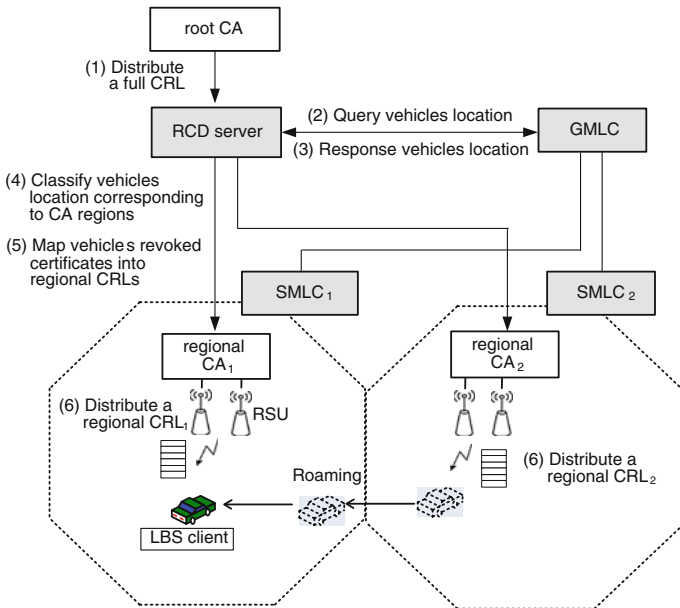 root CA
(1) Distribute
a full CRL
RCD server
(2) Query vehicles location
(3) Response vehicles location
GMLC
(4) Classify vehicles
location corresponding
to CA regions
(5) Map vehicles revoked
certificates into
regional CRLs
SMLC1
SMLC2
regional
CA1
regional
CA2
(6) Distribute a
regional CRL1
RSU
(6) Distribute a
regional CRL2
Roaming
LBS client